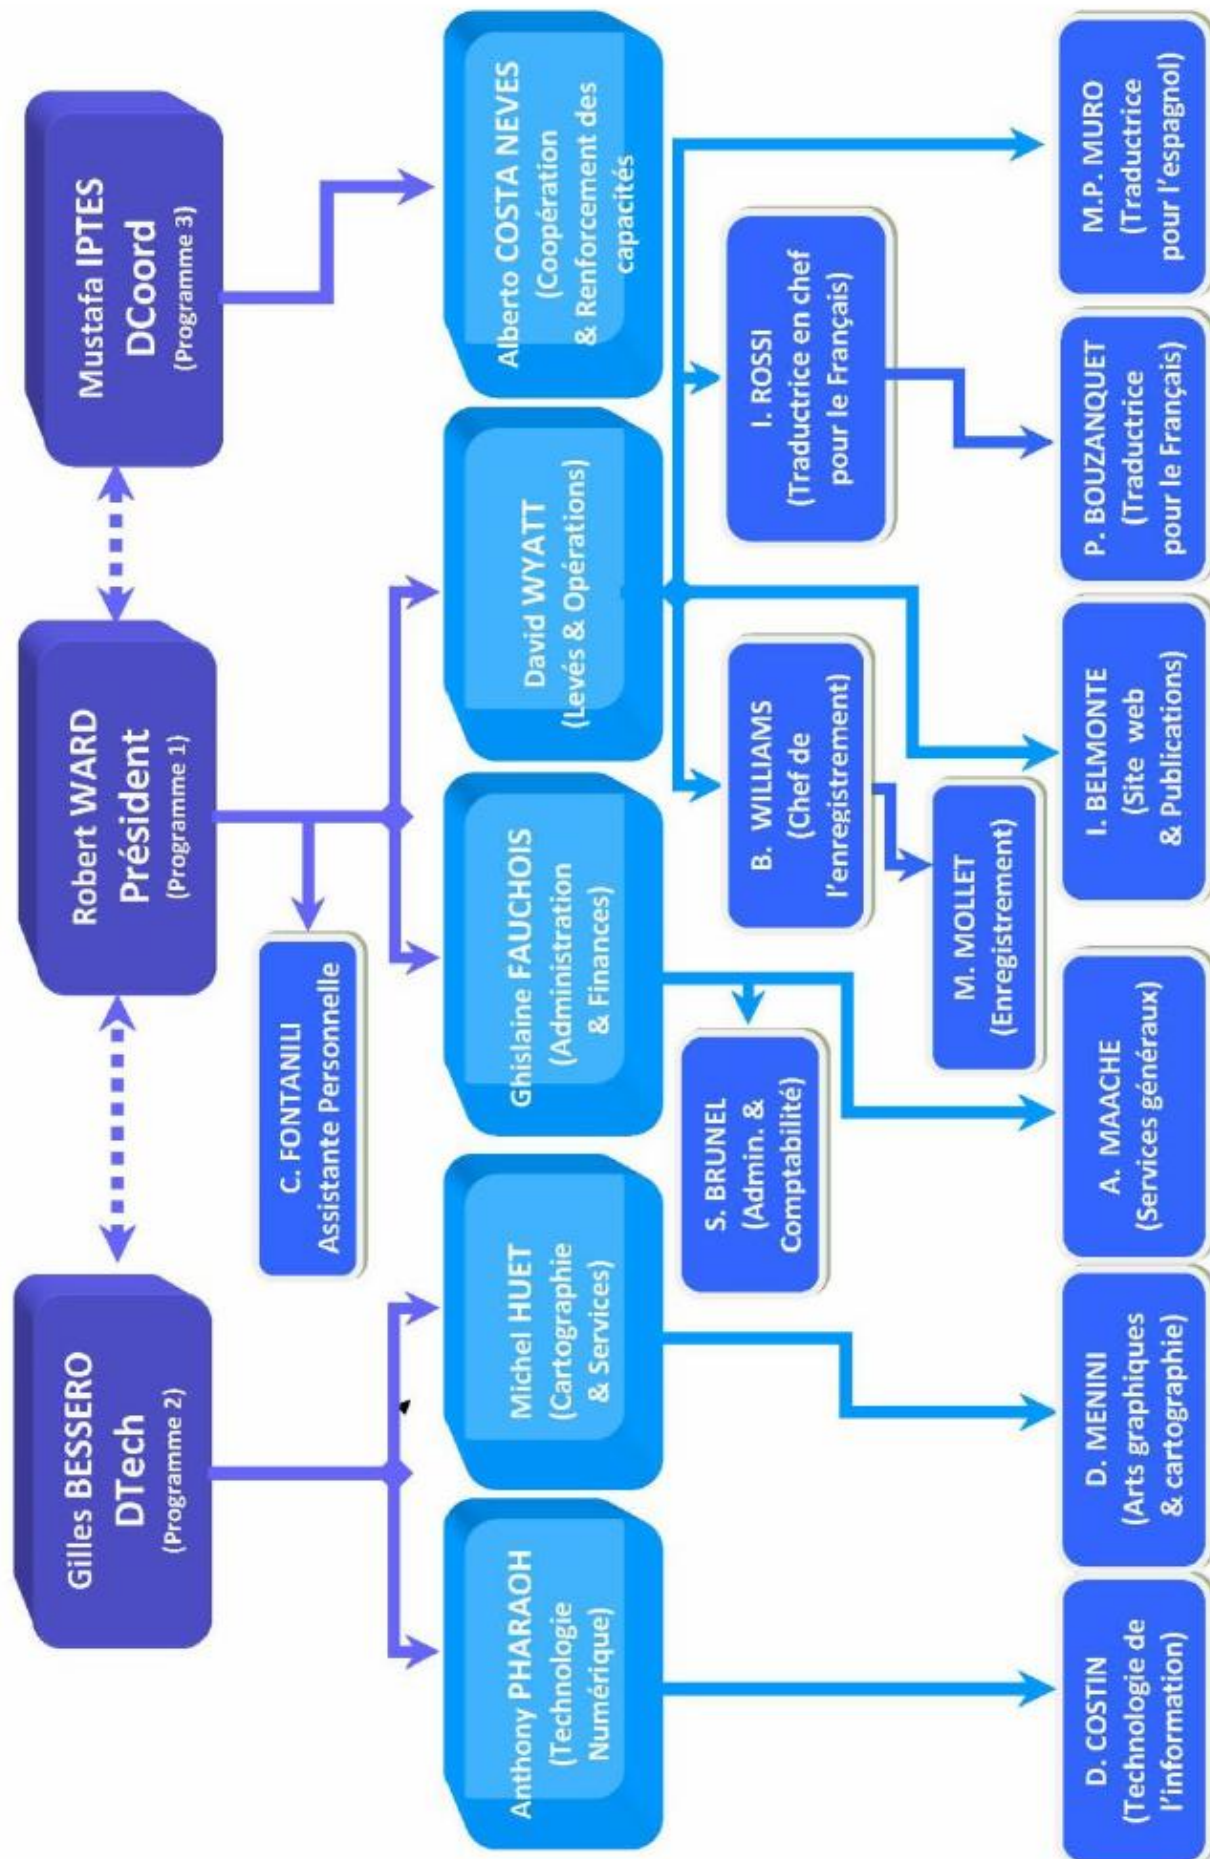 Gilles BESSERO
DTech
(Programme 2)
Robert WARD
Président
(Programme 1)
Mustafa IPTES
DCoord
(Programme 3)
C. FONTANILI
Assistante Personnelle
Anthony PHARAOH
(Technologie
Numérique)
Michel HUET
(Cartographie
& Services)
Ghislaine FAUCHOIS
(Administration
& Finances)
David WYATT
(Levés & Opérations)
Alberto COSTA NEVES
(Coopération
& Renforcement des
capacités
S. BRUNEL
(Admin. &
Comptabilité)
B. WILLIAMS
(Chef de
l'enregistrement)
I. ROSSI
(Traductrice en chef
pour le Français)
M. MOLLET
(Enregistrement)
D. COSTIN
(Technologie de
l'information)
D. MENINI
(Arts graphiques
& cartographie)
A. MAACHE
(Services généraux)
I. BELMONTE
(Site web
& Publications)
P. BOUZANQUET
(Traductrice
pour le Français)
M.P. MURO
(Traductrice
pour l'espagnol)